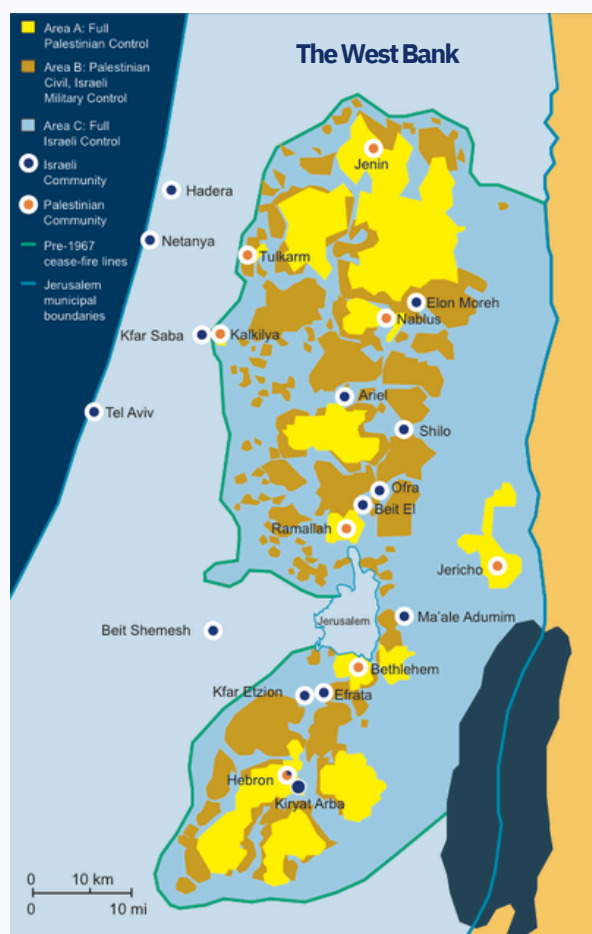 The West Bank
Area A: Full
Palestinian Control
Area B: Palestinian
Civil, Israeli
Military Control
Area C: Full
Israeli Control
Israeli
Community
Palestinian
Community
Pre-1967
cease-fire lines
Jerusalem
municipal
boundaries
Jenin
Hadera
Netanya
Tulkarm
Elon Moreh
Nablus
Kfar Saba
Kalkilya
Ariel
Tel Aviv
Shilo
Ofra
Beit El
Ramallah
Jericho
Jerusalem
Ma'ale Adumim
Beit Shemesh
Bethlehem
Kfar Etzion
Efrata
Hebron
Kiryat Arba
0 10 km
0 10 mi